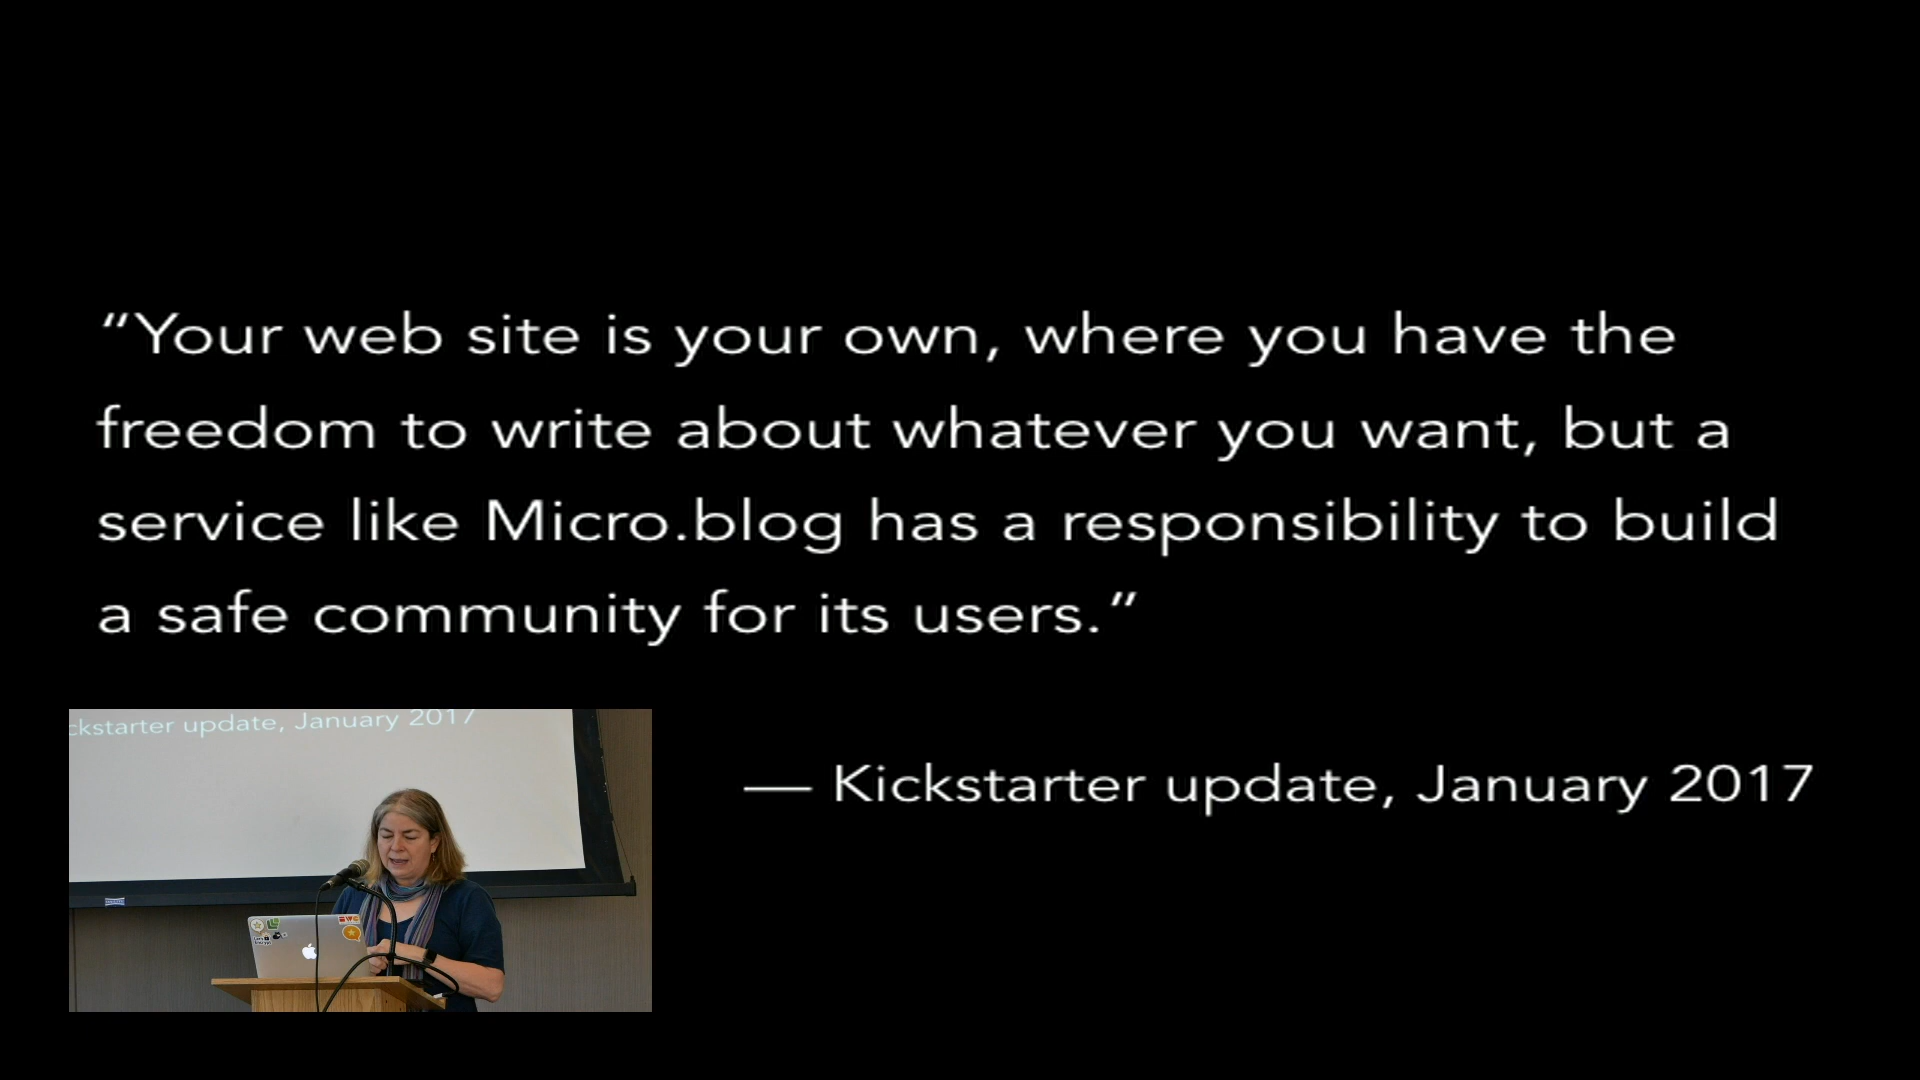 “Your web site is your own, where you have the
freedom to write about whatever you want, but a
service like Micro.blog has a responsibility to build
a safe community for its users.”
— Kickstarter update, January 2017
ckstarter update, January 2017